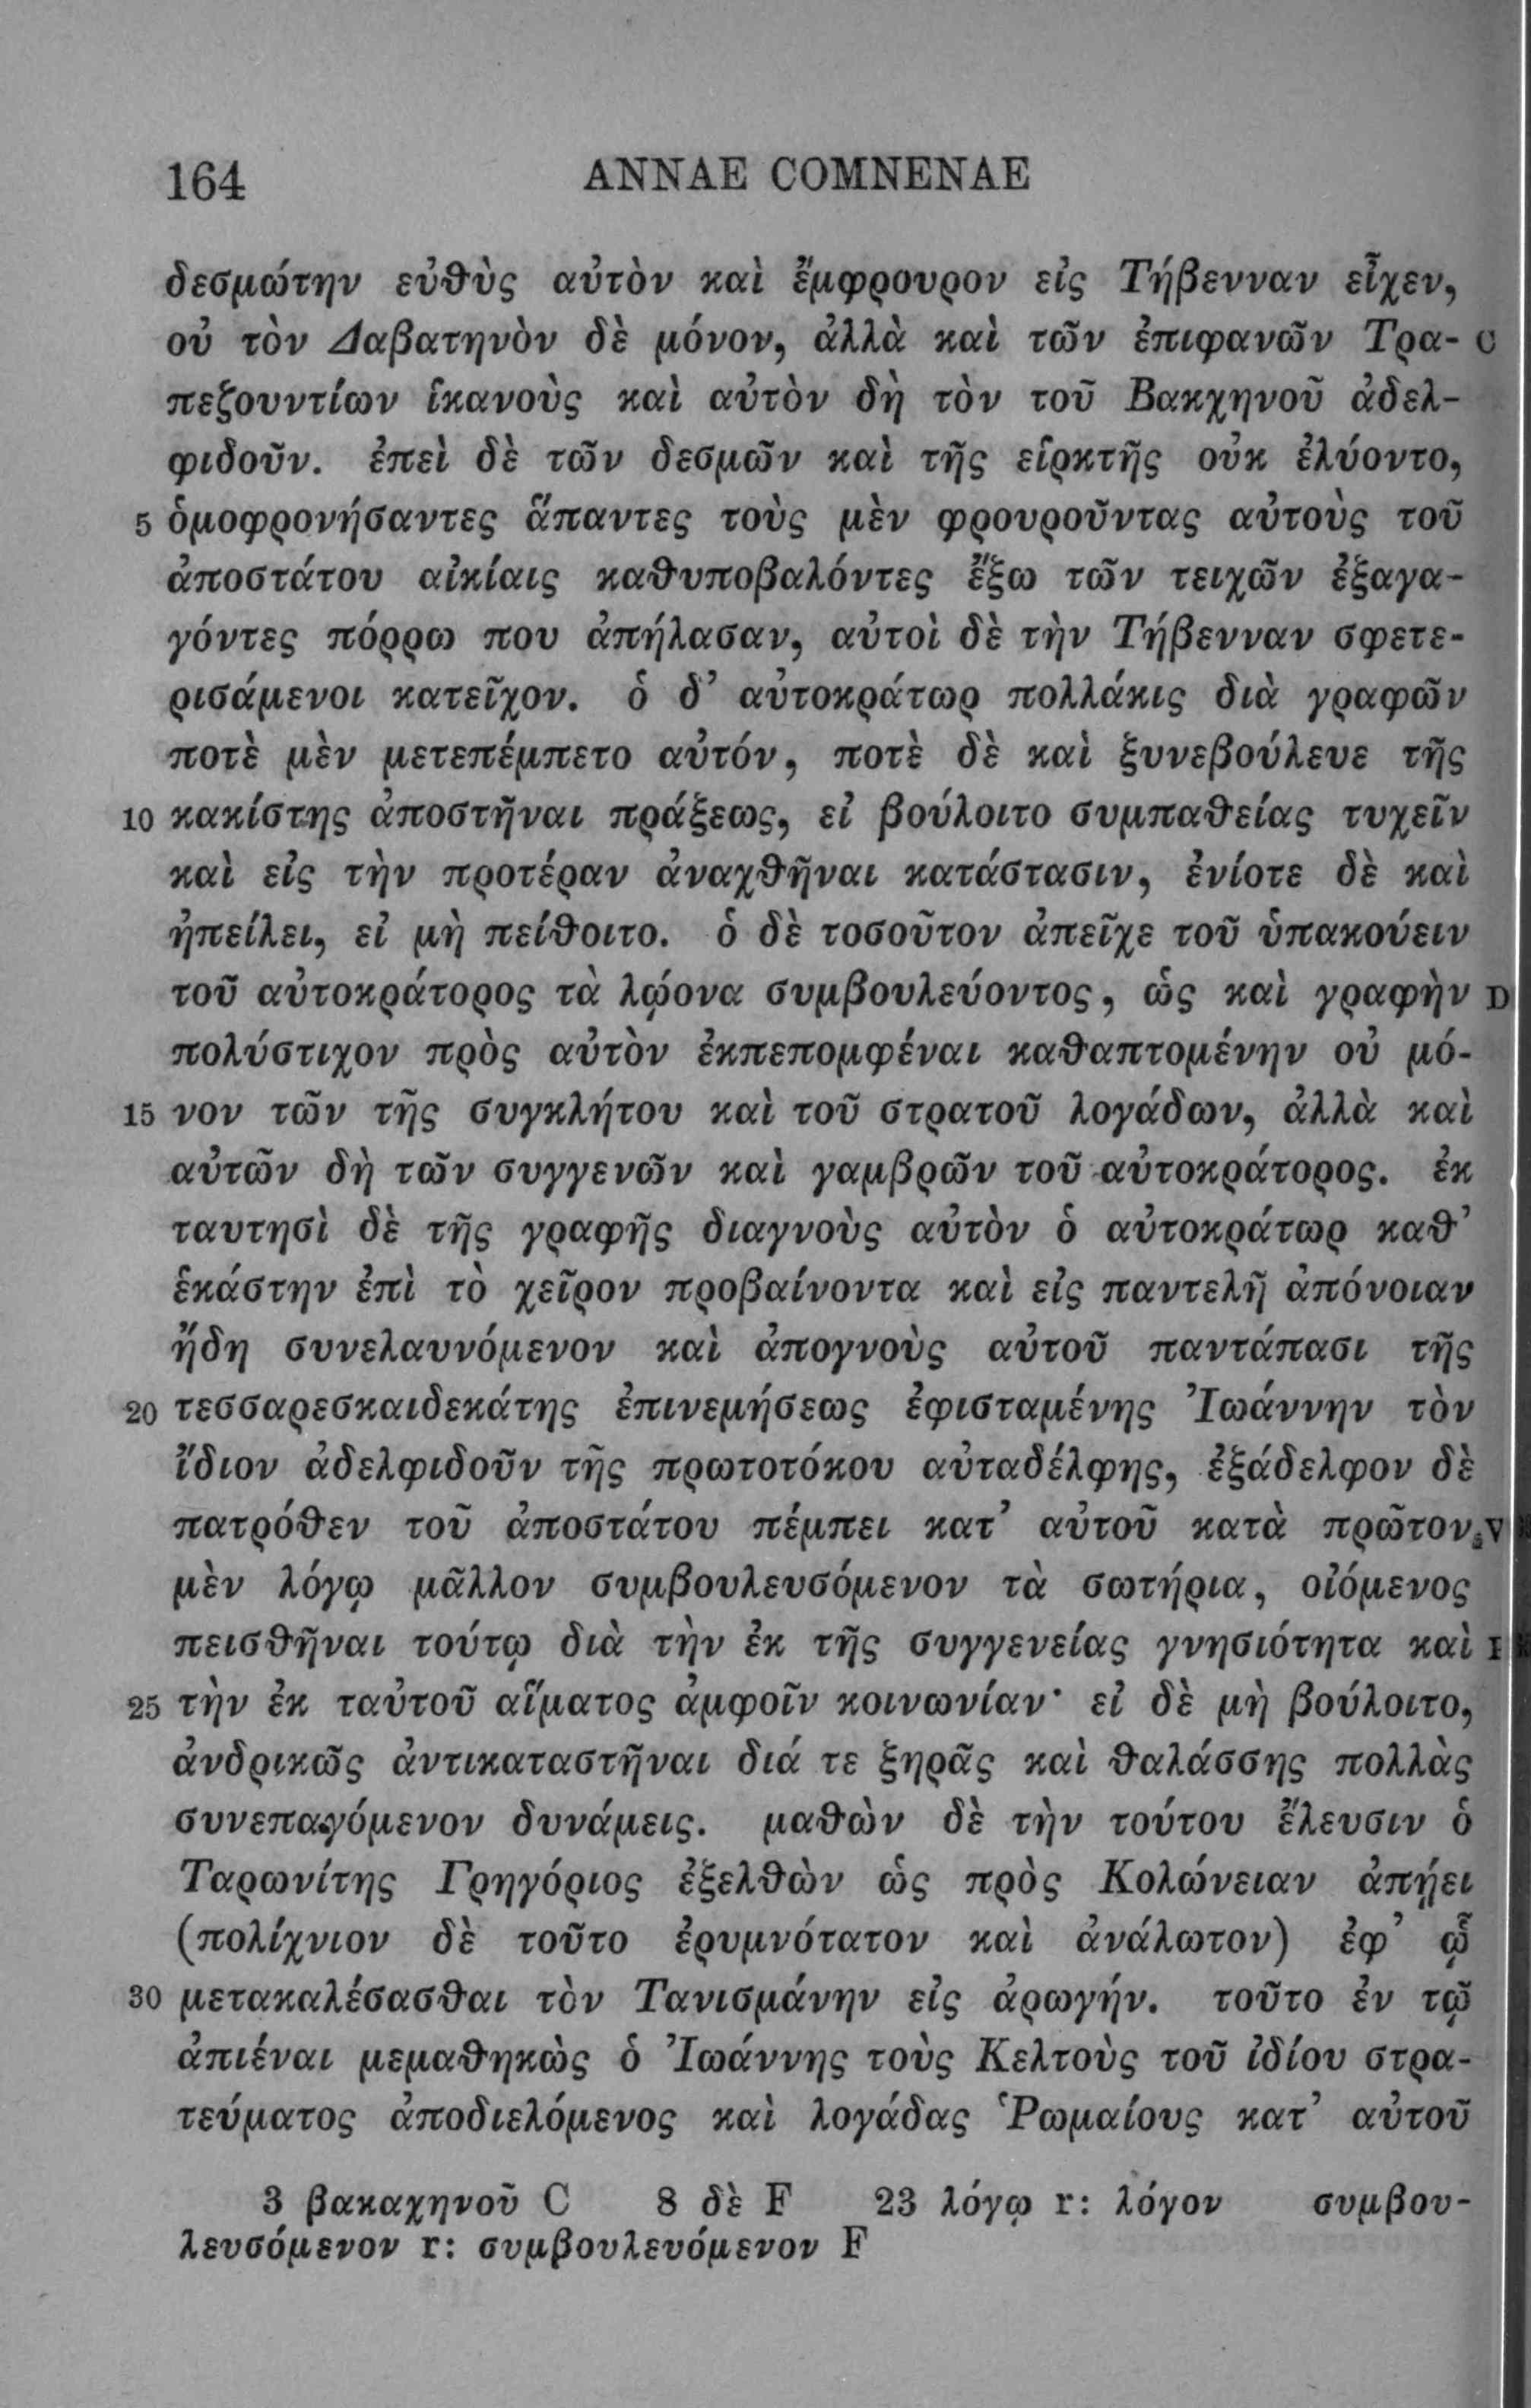 164 ANNAE COMNENAE
δεσμώτην εὐθὺς αὐτὸν καὶ ἔμφρουρον εἰς Τήβενναν εἶχεν,
οὐ τὸν Δαβατηνὸν δὲ μόνον, ἀλλὰ καὶ τῶν ἐπιφανῶν Τρα- C
πεζουντίων ἱκανοὺς καὶ αὐτὸν δὴ τὸν τοῦ Βακχηνοῦ ἀδελ-
φιδοῦν. ἐπεὶ δὲ τῶν δεσμῶν καὶ τῆς εἱρκτῆς οὐκ ἐλύοντο,
5 ὁμοφρονήσαντες ἅπαντες τοὺς μὲν φρουροῦντας αὐτοὺς τοῦ
ἀποστάτου αἰκίαις καθυποβαλόντες ἔξω τῶν τειχῶν ἐξαγα-
γόντες πόρρω που ἀπήλασαν, αὐτοὶ δὲ τὴν Τήβενναν σφετε-
ρισάμενοι κατεῖχον. ὁ δ’ αὐτοκράτωρ πολλάκις διὰ γραφῶν
ποτὲ μὲν μετεπέμπετο αὐτόν, ποτὲ δὲ καὶ ξυνεβούλευε τῆς
10 κακίστης ἀποστῆναι πράξεως, εἰ βούλοιτο συμπαθείας τυχεῖν
καὶ εἰς τὴν προτέραν ἀναχθῆναι κατάστασιν, ἐνίοτε δὲ καὶ
ἠπείλει, εἰ μὴ πείθοιτο. ὁ δὲ τοσοῦτον ἀπεῖχε τοῦ ὑπακούειν
τοῦ αὐτοκράτορος τὰ λῴονα συμβουλεύοντος, ὡς καὶ γραφὴν D
πολύστιχον πρὸς αὐτὸν ἐκπεπομφέναι καθαπτομένην οὐ μό-
15 νον τῶν τῆς συγκλήτου καὶ τοῦ στρατοῦ λογάδων, ἀλλὰ καὶ
αὐτῶν δὴ τῶν συγγενῶν καὶ γαμβρῶν τοῦ αὐτοκράτορος. ἐκ
ταυτησὶ δὲ τῆς γραφῆς διαγνοὺς αὐτὸν ὁ αὐτοκράτωρ καθ’
ἑκάστην ἐπὶ τὸ χεῖρον προβαίνοντα καὶ εἰς παντελῆ ἀπόνοιαν
ἤδη συνελαυνόμενον καὶ ἀπογνοὺς αὐτοῦ παντάπασι τῆς
20 τεσσαρεσκαιδεκάτης ἐπινεμήσεως ἐφισταμένης Ἰωάννην τὸν
ἴδιον ἀδελφιδοῦν τῆς πρωτοτόκου αὐταδέλφης, ἐξάδελφον δὲ
πατρόθεν τοῦ ἀποστάτου πέμπει κατ’ αὐτοῦ κατὰ πρῶτον V
μὲν λόγῳ μᾶλλον συμβουλευσόμενον τὰ σωτήρια, οἰόμενος
πεισθῆναι τούτῳ διὰ τὴν ἐκ τῆς συγγενείας γνησιότητα καὶ
25 τὴν ἐκ ταὐτοῦ αἵματος ἀμφοῖν κοινωνίαν· εἰ δὲ μὴ βούλοιτο,
ἀνδρικῶς ἀντικαταστῆναι διά τε ξηρᾶς καὶ θαλάσσης πολλὰς
συνεπαγόμενον δυνάμεις. μαθὼν δὲ τὴν τούτου ἔλευσιν ὁ
Ταρωνίτης Γρηγόριος ἐξελθὼν ὡς πρὸς Κολώνειαν ἀπῄει
(πολίχνιον δὲ τοῦτο ἐρυμνότατον καὶ ἀνάλωτον) ἐφ’ ᾧ
30 μετακαλέσασθαι τὸν Τανισμάνην εἰς ἀρωγήν. τοῦτο ἐν τῷ
ἀπιέναι μεμαθηκὼς ὁ Ἰωάννης τοὺς Κελτοὺς τοῦ ἰδίου στρα-
τεύματος ἀποδιελόμενος καὶ λογάδας Ῥωμαίους κατ’ αὐτοῦ
3 βακαχηνοῦ C 8 δὲ F 23 λόγῳ r: λόγον συμβου-
λευσόμενον r: συμβουλευόμενον F